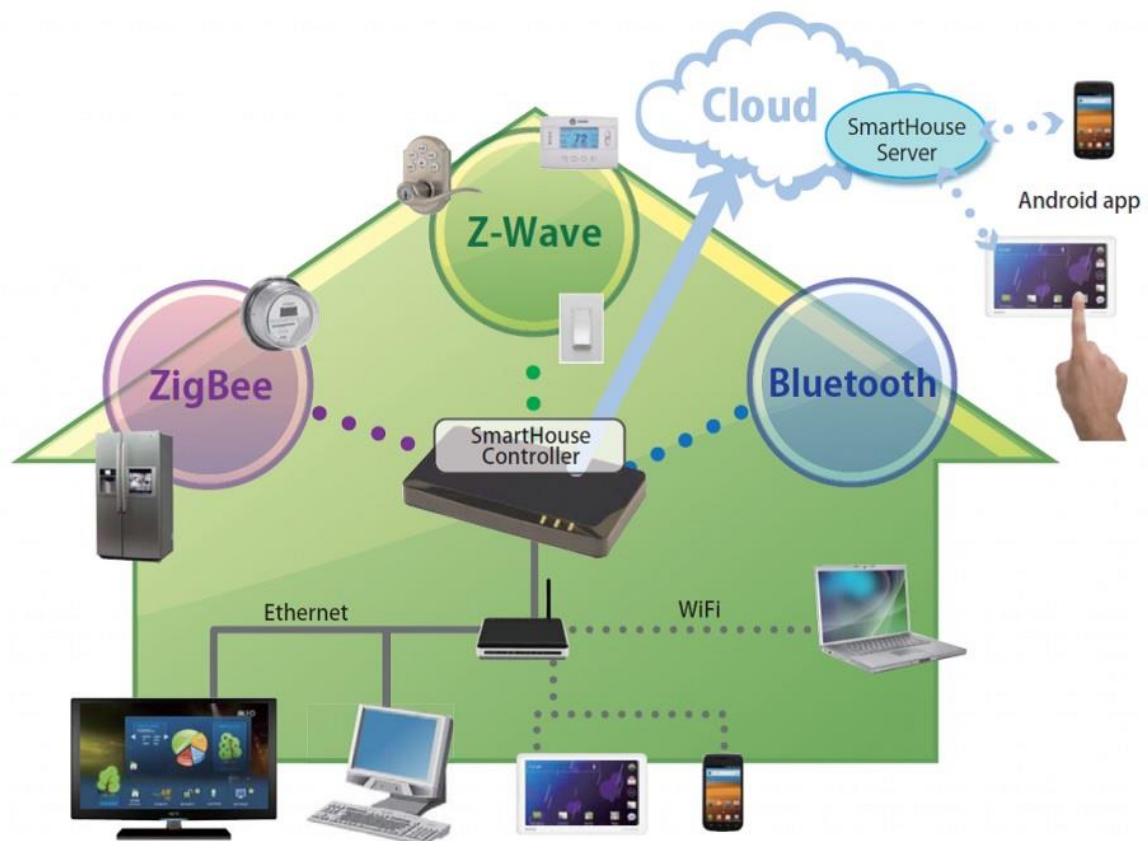 Cloud
SmartHouse
Server
Android app
72
Z-Wave
ZigBee
Bluetooth
SmartHouse
Controller
Ethernet
WiFi